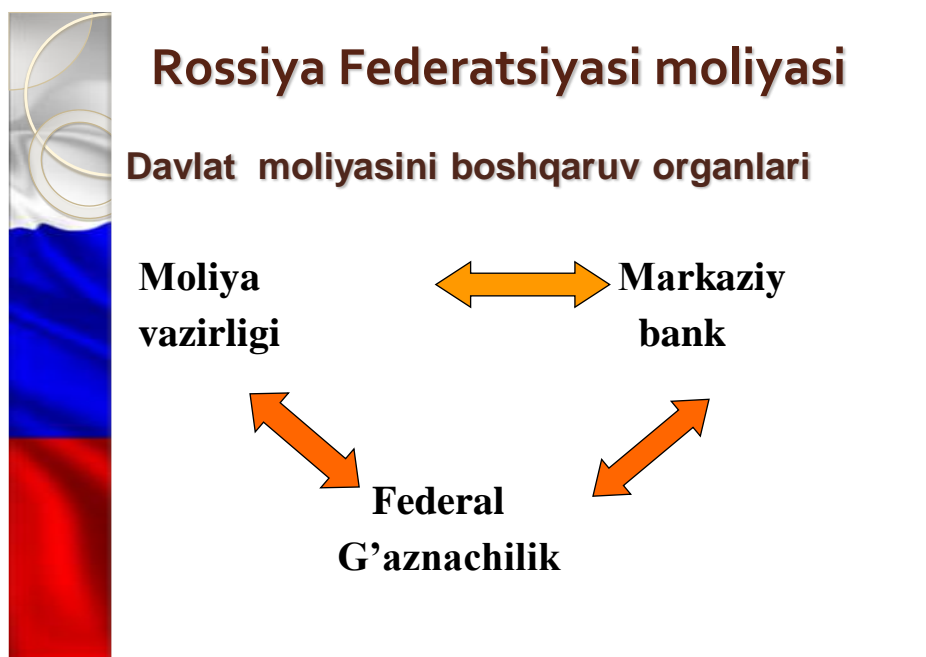 Rossiya Federatsiyasi moliyasi
Davlat moliyasini boshqaruv organlari
Moliya
vazirligi
Markaziy
bank
Federal
G’aznachilik